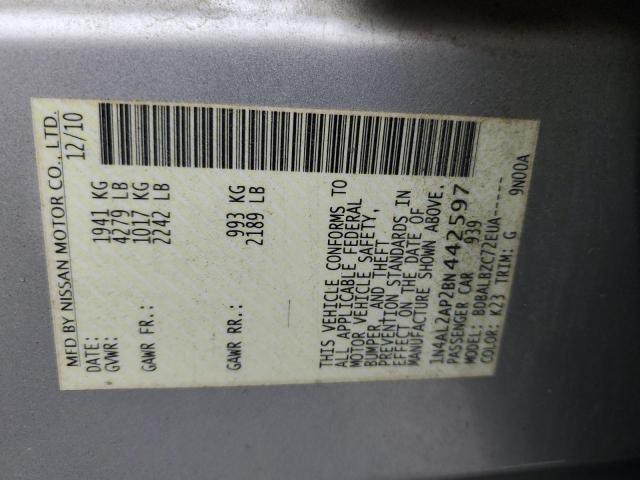 MFD BY NISSAN MOTOR CO., LTD.
DATE: 12/10
GVWR: 1941 KG
4279 LB
GAWR FR.: 1017 KG
2242 LB
GAWR RR.: 993 KG
2189 LB
THIS VEHICLE CONFORMS TO
ALL APPLICABLE FEDERAL
MOTOR VEHICLE SAFETY,
BUMPER, AND THEFT
PREVENTION STANDARDS IN
EFFECT ON THE DATE OF
MANUFACTURE SHOWN ABOVE.
1N4AL2AP2BN442597
PASSENGER CAR 939
MODEL: BDBALBZC72EUA-----
COLOR: K23 TRIM: G 9N00A